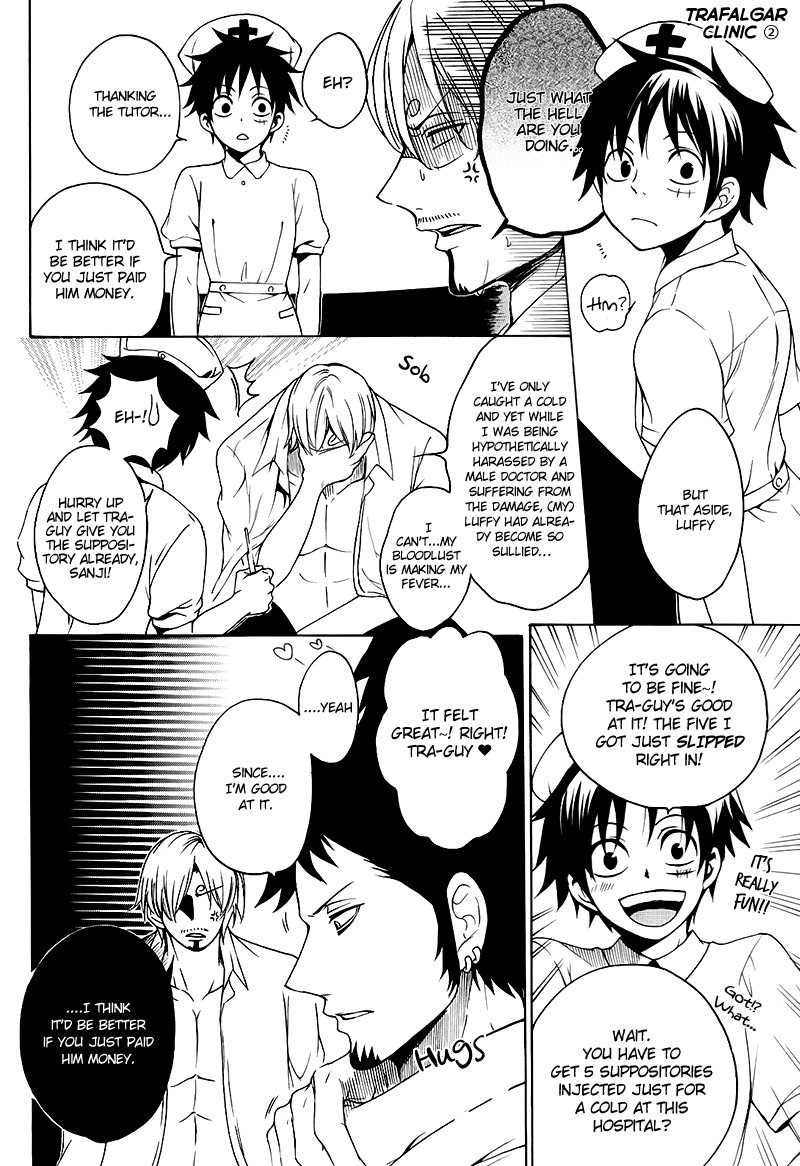 TRAFALGAR
CLINIC ②
JUST WHAT
THE HELL
ARE YOU
DOING...
Hm?
EH?
THANKING
THE TUTOR...
I THINK IT'D
BE BETTER IF
YOU JUST PAID
HIM MONEY.
BUT
THAT ASIDE,
LUFFY
I'VE ONLY
CAUGHT A COLD
AND YET WHILE
I WAS BEING
HYPOTHETICALLY
HARASSED BY A
MALE DOCTOR AND
SUFFERING FROM
THE DAMAGE, (MY)
LUFFY HAD ALREA-
DY BECOME SO
SULLIED...
Sob
I
CAN'T...MY
BLOODLUST
IS MAKING MY
FEVER...
EH-!
HURRY UP
AND LET TRA-
GUY GIVE YOU
THE SUPPOSI-
TORY ALREADY,
SANJI!
IT'S GOING
TO BE FINE~!
TRA-GUY'S GOOD
AT IT! THE FIVE I
GOT JUST SLIPPED
RIGHT IN!
IT'S
REALLY
FUN!!
Got!?
What...
WAIT.
YOU HAVE TO
GET 5 SUPPOSITORIES
INJECTED JUST FOR
A COLD AT THIS
HOSPITAL?
IT FELT
GREAT~! RIGHT!
TRA-GUY ♥
....YEAH
SINCE....
I'M GOOD
AT IT.
Hugs
....I THINK
IT'D BE BETTER
IF YOU JUST PAID
HIM MONEY.